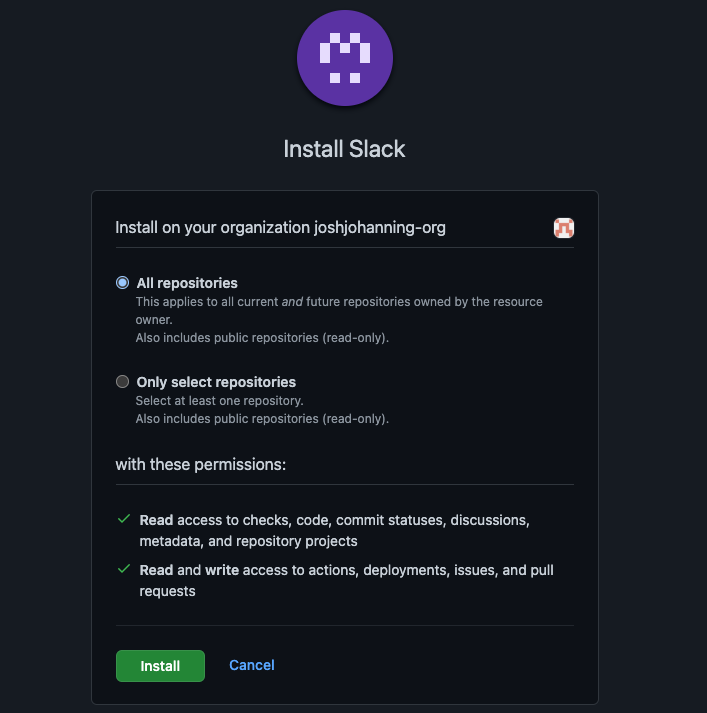 Install Slack
Install on your organization joshjohanning-org
All repositories
This applies to all current and future repositories owned by the resource
owner.
Also includes public repositories (read-only).
Only select repositories
Select at least one repository.
Also includes public repositories (read-only).
with these permissions:
Read access to checks, code, commit statuses, discussions,
metadata, and repository projects
Read and write access to actions, deployments, issues, and pull
requests
Install
Cancel